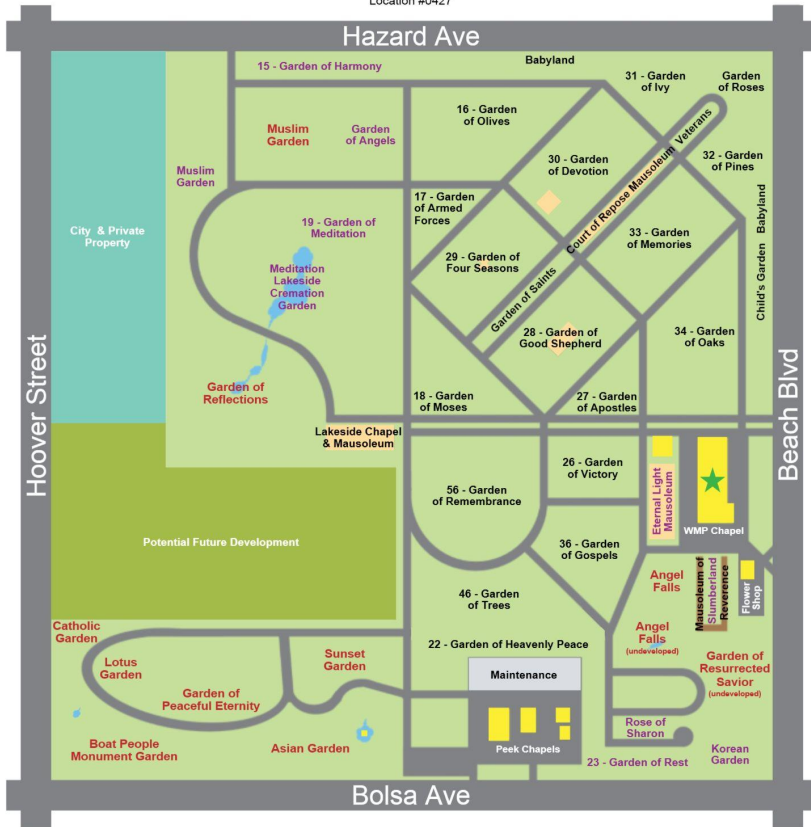 Location #0427
Hazard Ave
15 - Garden of Harmony
Babyland
31 - Garden
of Ivy
Garden
of Roses
16 - Garden
of Olives
Muslim
Garden
Garden
of Angels
Veterans
30 - Garden
of Devotion
32 - Garden
of Pines
Court of Repose Mausoleum
Muslim
Garden
17 - Garden
of Armed
Forces
Babyland
Child's Garden
City & Private
Property
19 - Garden of
Meditation
33 - Garden
of Memories
29 - Garden of
Four Seasons
Meditation
Lakeside
Cremation
Garden
Garden of Saints
28 - Garden of
Good Shepherd
34 - Garden
of Oaks
Hoover Street
Beach Blvd
Garden of
Reflections
18 - Garden
of Moses
27 - Garden
of Apostles
Lakeside Chapel
& Mausoleum
26 - Garden
of Victory
Eternal Light
Mausoleum
56 - Garden
of Remembrance
WMP Chapel
Potential Future Development
36 - Garden
of Gospels
Angel
Falls
Mausoleum of
Slumberland
Reverence
Flower
Shop
46 - Garden
of Trees
Catholic
Garden
Angel
Falls
(undeveloped)
22 - Garden of Heavenly Peace
Lotus
Garden
Sunset
Garden
Garden of
Resurrected
Savior
(undeveloped)
Maintenance
Garden of
Peaceful Eternity
Rose of
Sharon
Boat People
Monument Garden
Asian Garden
Peek Chapels
Korean
Garden
23 - Garden of Rest
Bolsa Ave